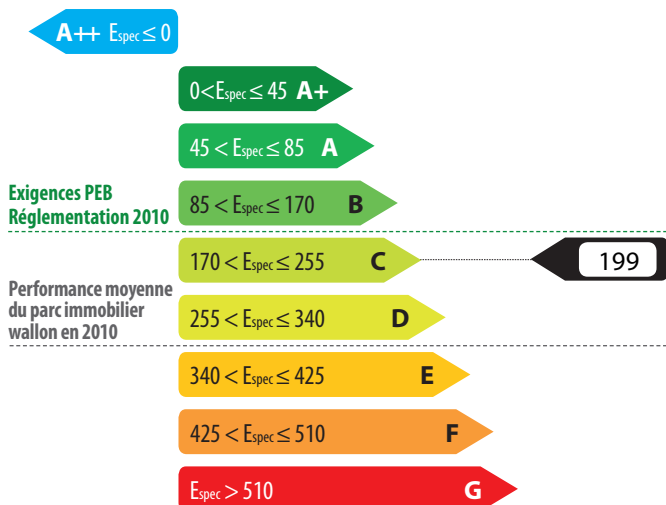 A++ Espec ≤ 0
0<Espec ≤ 45 A+
45 < Espec ≤ 85 A
Exigences PEB
Réglementation 2010
85 < Espec ≤ 170 B
170 < Espec ≤ 255 C
199
Performance moyenne
du parc immobilier
wallon en 2010
255 < Espec ≤ 340 D
340 < Espec ≤ 425 E
425 < Espec ≤ 510 F
Espec > 510 G